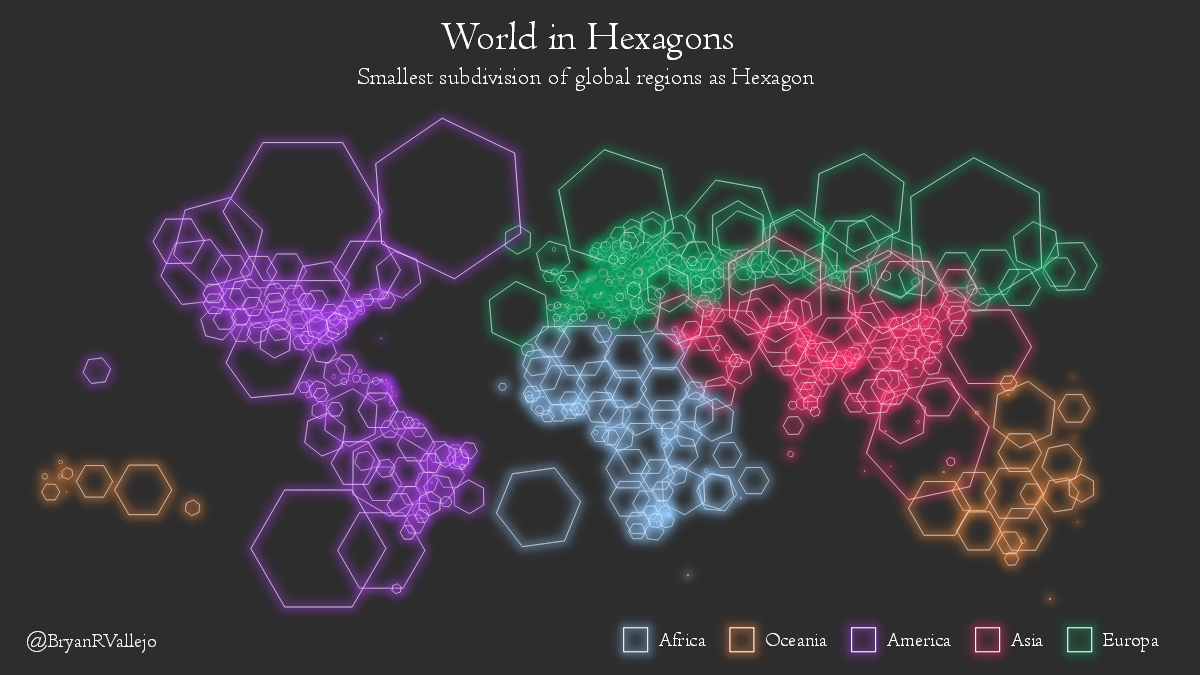 World in Hexagons
Smallest subdivision of global regions as Hexagon
@BryanRVallejo
Africa
Oceania
America
Asia
Europa